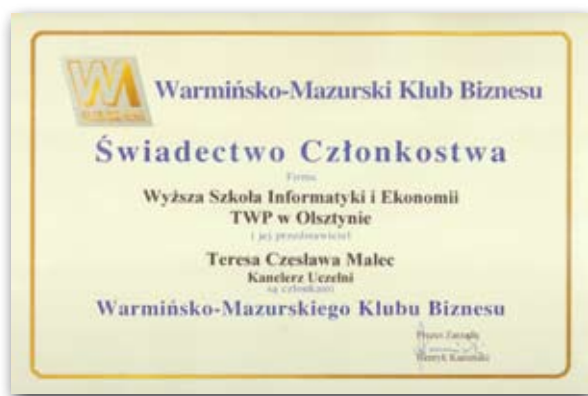 Warmińsko-Mazurski Klub Biznesu
Świadectwo Członkostwa
Firma
Wyższa Szkoła Informatyki i Ekonomii
TWP w Olsztynie
i jej przedstawiciel
Teresa Czesława Malec
Kanclerz Uczelni
są członkami
Warmińsko-Mazurskiego Klubu Biznesu
Prezes Zarządu
Henryk